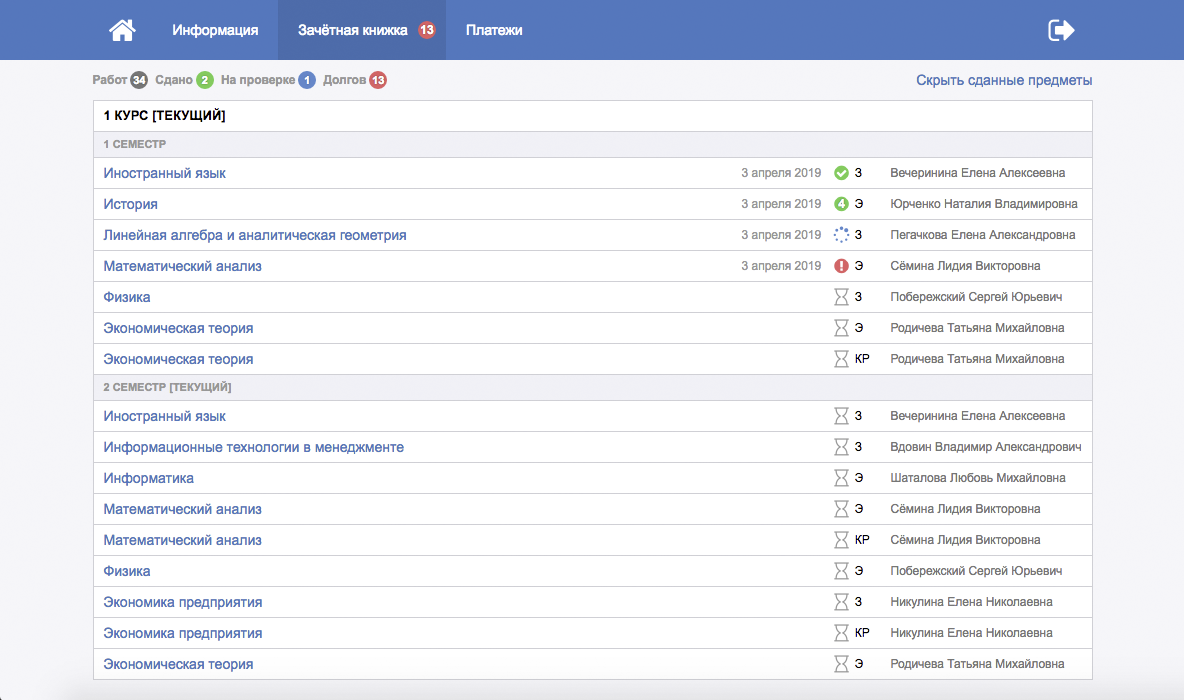 Информация Зачётная книжка 13 Платежи
Работ 34 Сдано 2 На проверке 1 Долгов 13 Скрыть сданные предметы
1 КУРС [ТЕКУЩИЙ]
1 СЕМЕСТР
Иностранный язык 3 апреля 2019 З Вечеринина Елена Алексеевна
История 3 апреля 2019 4 Э Юрченко Наталия Владимировна
Линейная алгебра и аналитическая геометрия 3 апреля 2019 З Пегачкова Елена Александровна
Математический анализ 3 апреля 2019 ! Э Сёмина Лидия Викторовна
Физика З Побережский Сергей Юрьевич
Экономическая теория Э Родичева Татьяна Михайловна
Экономическая теория КР Родичева Татьяна Михайловна
2 СЕМЕСТР [ТЕКУЩИЙ]
Иностранный язык З Вечеринина Елена Алексеевна
Информационные технологии в менеджменте З Вдовин Владимир Александрович
Информатика Э Шаталова Любовь Михайловна
Математический анализ Э Сёмина Лидия Викторовна
Математический анализ КР Сёмина Лидия Викторовна
Физика Э Побережский Сергей Юрьевич
Экономика предприятия З Никулина Елена Николаевна
Экономика предприятия КР Никулина Елена Николаевна
Экономическая теория Э Родичева Татьяна Михайловна